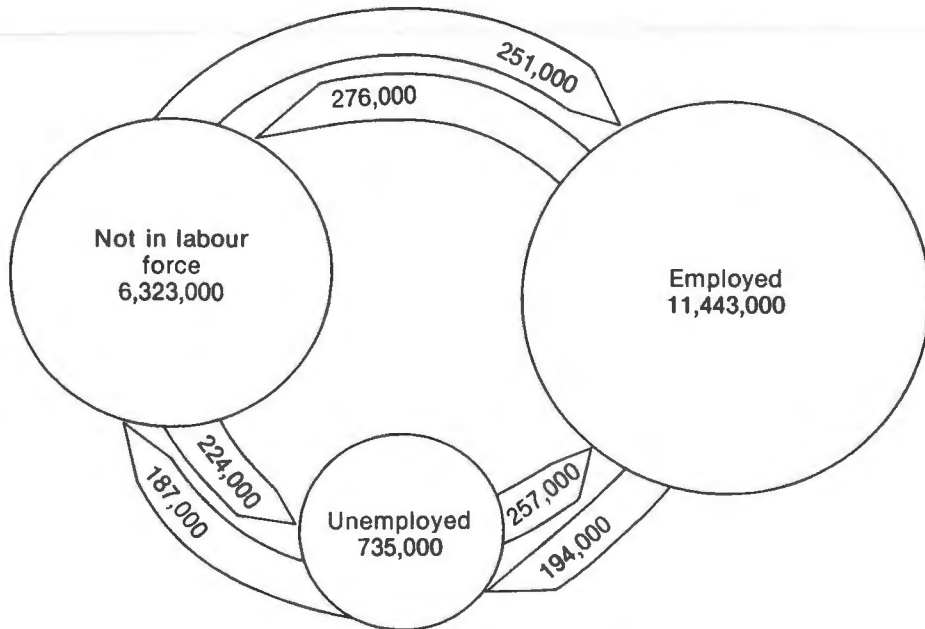 251,000
276,000
Not in labour
force
6,323,000
Employed
11,443,000
224,000
187,000
Unemployed
735,000
257,000
194,000